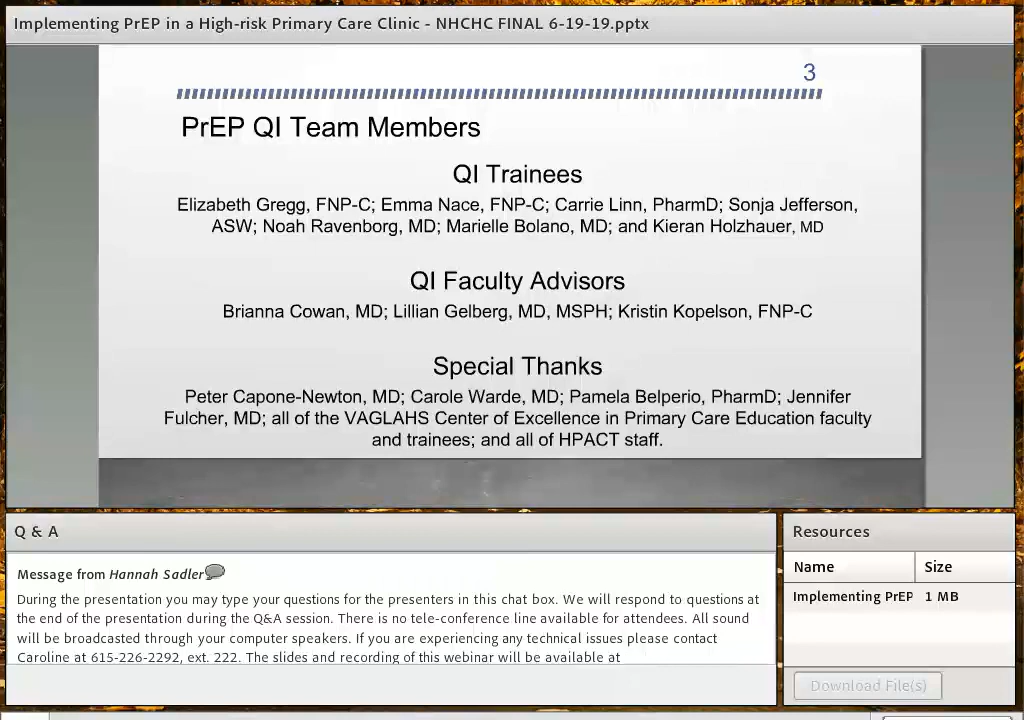 Implementing PrEP in a High-risk Primary Care Clinic - NHCHC FINAL 6-19-19.pptx
3
PrEP QI Team Members
QI Trainees
Elizabeth Gregg, FNP-C; Emma Nace, FNP-C; Carrie Linn, PharmD; Sonja Jefferson,
ASW; Noah Ravenborg, MD; Marielle Bolano, MD; and Kieran Holzhauer, MD
QI Faculty Advisors
Brianna Cowan, MD; Lillian Gelberg, MD, MSPH; Kristin Kopelson, FNP-C
Special Thanks
Peter Capone-Newton, MD; Carole Warde, MD; Pamela Belperio, PharmD; Jennifer
Fulcher, MD; all of the VAGLAHS Center of Excellence in Primary Care Education faculty
and trainees; and all of HPACT staff.
Q & A
Message from Hannah Sadler
During the presentation you may type your questions for the presenters in this chat box. We will respond to questions at
the end of the presentation during the Q&A session. There is no tele-conference line available for attendees. All sound
will be broadcasted through your computer speakers. If you are experiencing any technical issues please contact
Caroline at 615-226-2292, ext. 222. The slides and recording of this webinar will be available at
Resources
Name Size
Implementing PrEP 1 MB
Download File(s)